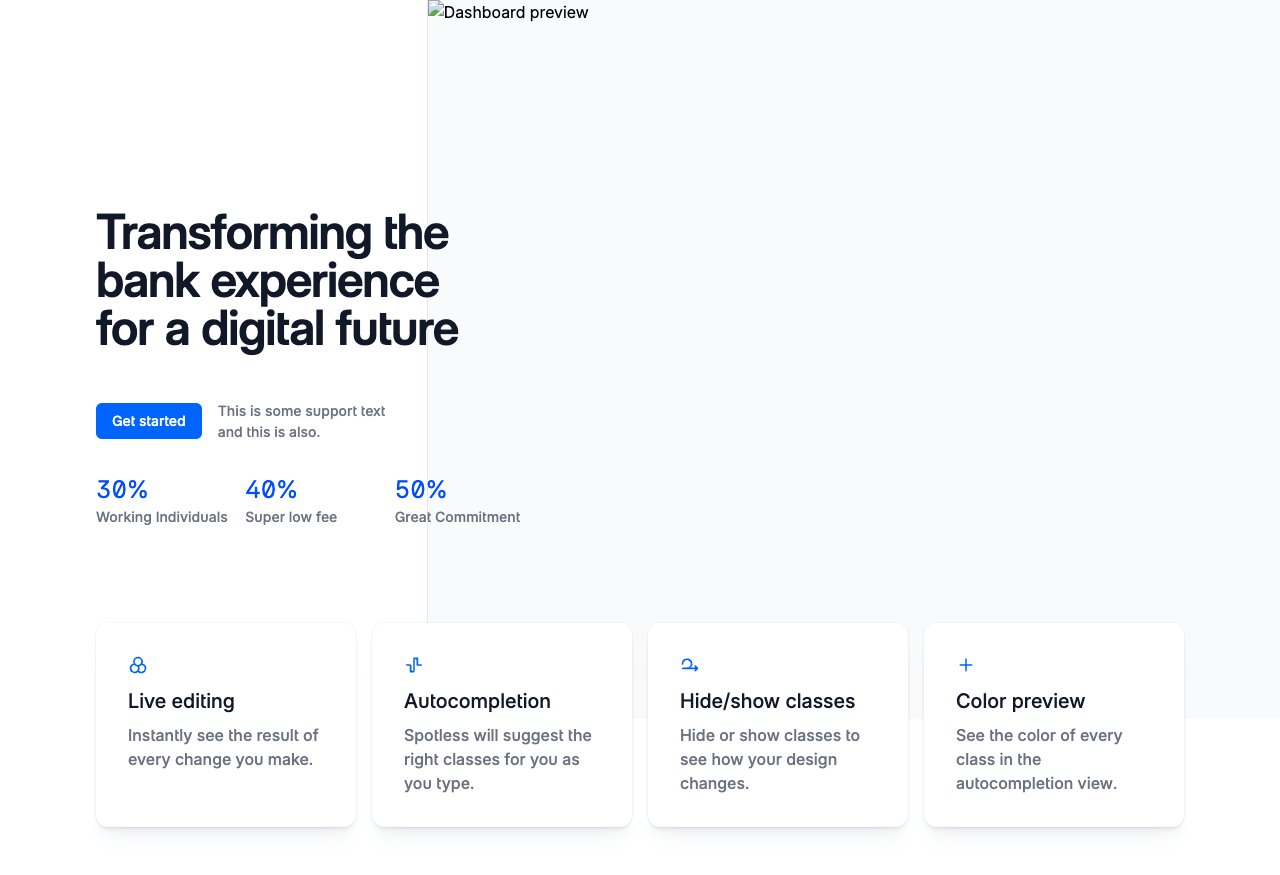 Dashboard preview
Transforming the
bank experience
for a digital future
Get started
This is some support text
and this is also.
30%
Working Individuals
40%
Super low fee
50%
Great Commitment
Live editing
Instantly see the result of
every change you make.
Autocompletion
Spotless will suggest the
right classes for you as
you type.
Hide/show classes
Hide or show classes to
see how your design
changes.
Color preview
See the color of every
class in the
autocompletion view.